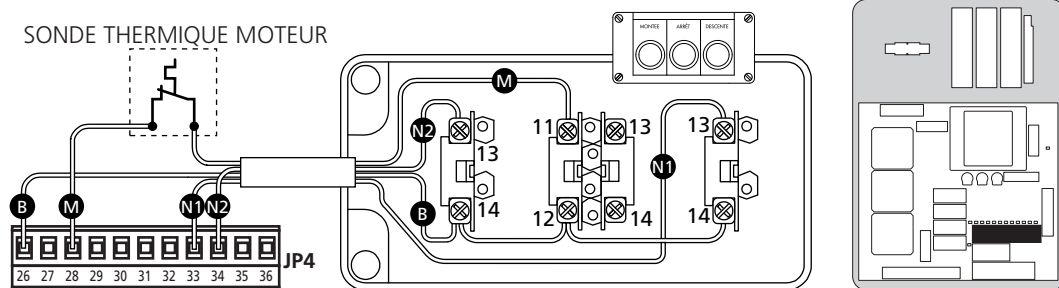 SONDE THERMIQUE MOTEUR
MONTEE ARRÊT DESCENTE
M
N2 11 13 13
13 N1
B M N1 N2 B 14 12 14 14
JP4
26 27 28 29 30 31 32 33 34 35 36